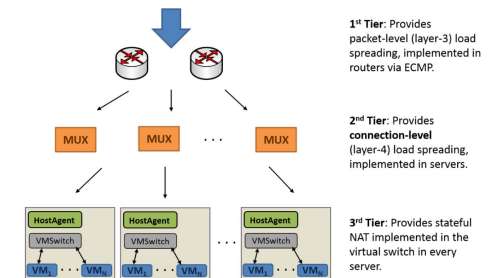 1st Tier: Provides
packet-level (layer-3) load
spreading, implemented in
routers via ECMP.
MUX MUX . . . MUX
2nd Tier: Provides
connection-level
(layer-4) load spreading,
implemented in servers.
HostAgent HostAgent HostAgent
VMSwitch VMSwitch . . . VMSwitch
VM1 . . . VMN VM1 . . . VMN VM1 . . . VMN
3rd Tier: Provides stateful
NAT implemented in the
virtual switch in every
server.